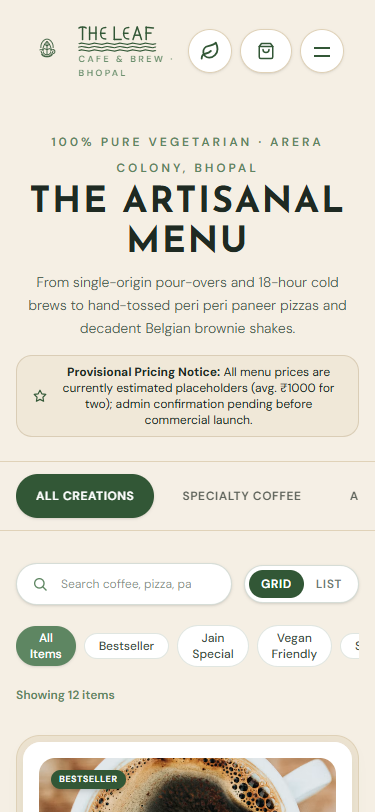 THE LEAF
CAFE & BREW ·
BHOPAL
100% PURE VEGETARIAN · ARERA
COLONY, BHOPAL
THE ARTISANAL
MENU
From single-origin pour-overs and 18-hour cold
brews to hand-tossed peri peri paneer pizzas and
decadent Belgian brownie shakes.
Provisional Pricing Notice: All menu prices are
currently estimated placeholders (avg. ₹1000 for
two); admin confirmation pending before
commercial launch.
ALL CREATIONS
SPECIALTY COFFEE
A
Search coffee, pizza, pa
GRID
LIST
All
Items
Bestseller
Jain
Special
Vegan
Friendly
Showing 12 items
BESTSELLER